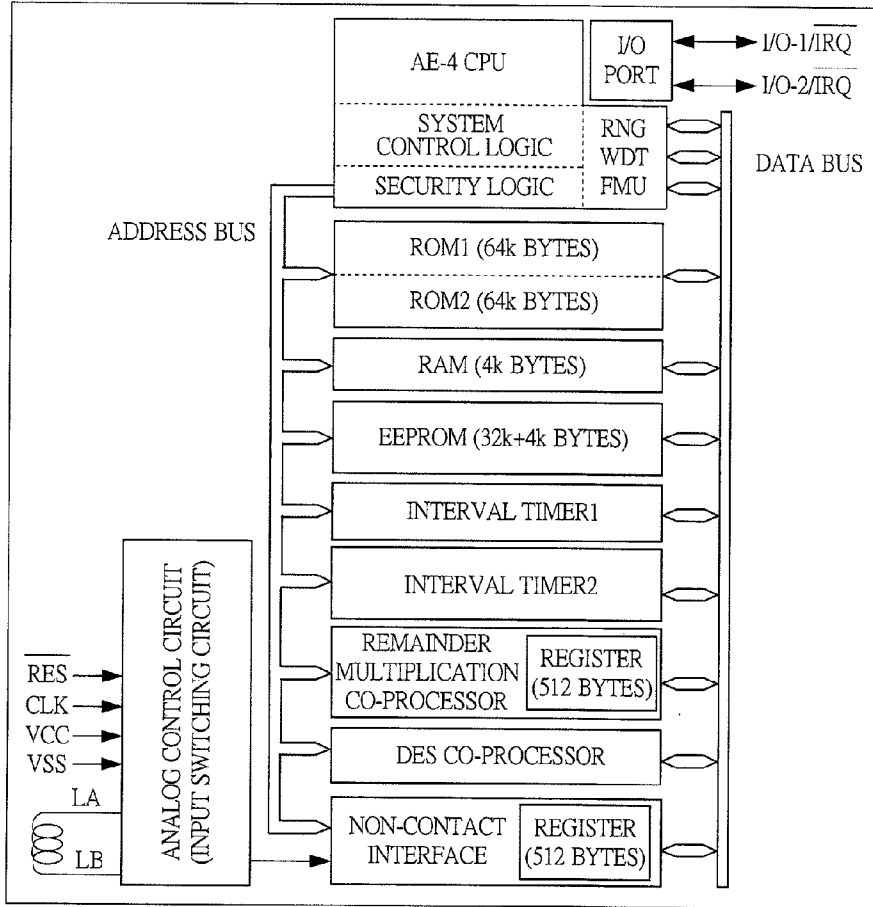 AE-4 CPU
I/O
PORT
I/O-1/IRQ
I/O-2/IRQ
SYSTEM
CONTROL LOGIC
SECURITY LOGIC
RNG
WDT
FMU
DATA BUS
ADDRESS BUS
ROM1 (64k BYTES)
ROM2 (64k BYTES)
RAM (4k BYTES)
EEPROM (32k+4k BYTES)
INTERVAL TIMER1
INTERVAL TIMER2
REMAINDER
MULTIPLICATION
CO-PROCESSOR
REGISTER
(512 BYTES)
DES CO-PROCESSOR
NON-CONTACT
INTERFACE
REGISTER
(512 BYTES)
ANALOG CONTROL CIRCUIT
(INPUT SWITCHING CIRCUIT)
RES
CLK
VCC
VSS
LA
LB